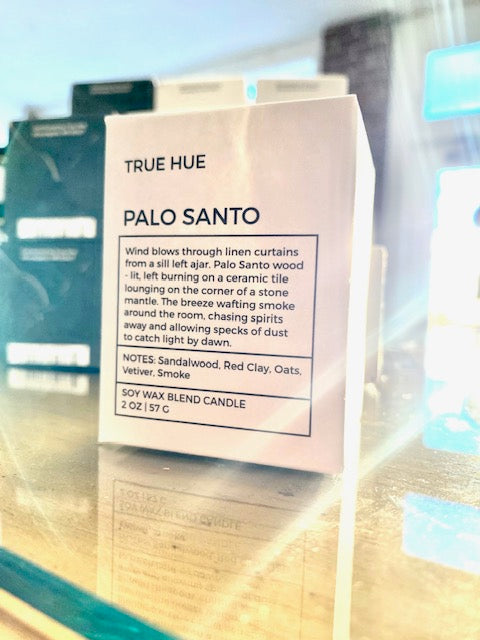 TRUE HUE
PALO SANTO
Wind blows through linen curtains
from a sill left ajar. Palo Santo wood
- lit, left burning on a ceramic tile
lounging on the corner of a stone
mantle. The breeze wafting smoke
around the room, chasing spirits
away and allowing specks of dust
to catch light by dawn.
NOTES: Sandalwood, Red Clay, Oats,
Vetiver, Smoke
SOY WAX BLEND CANDLE
2 OZ | 57 G